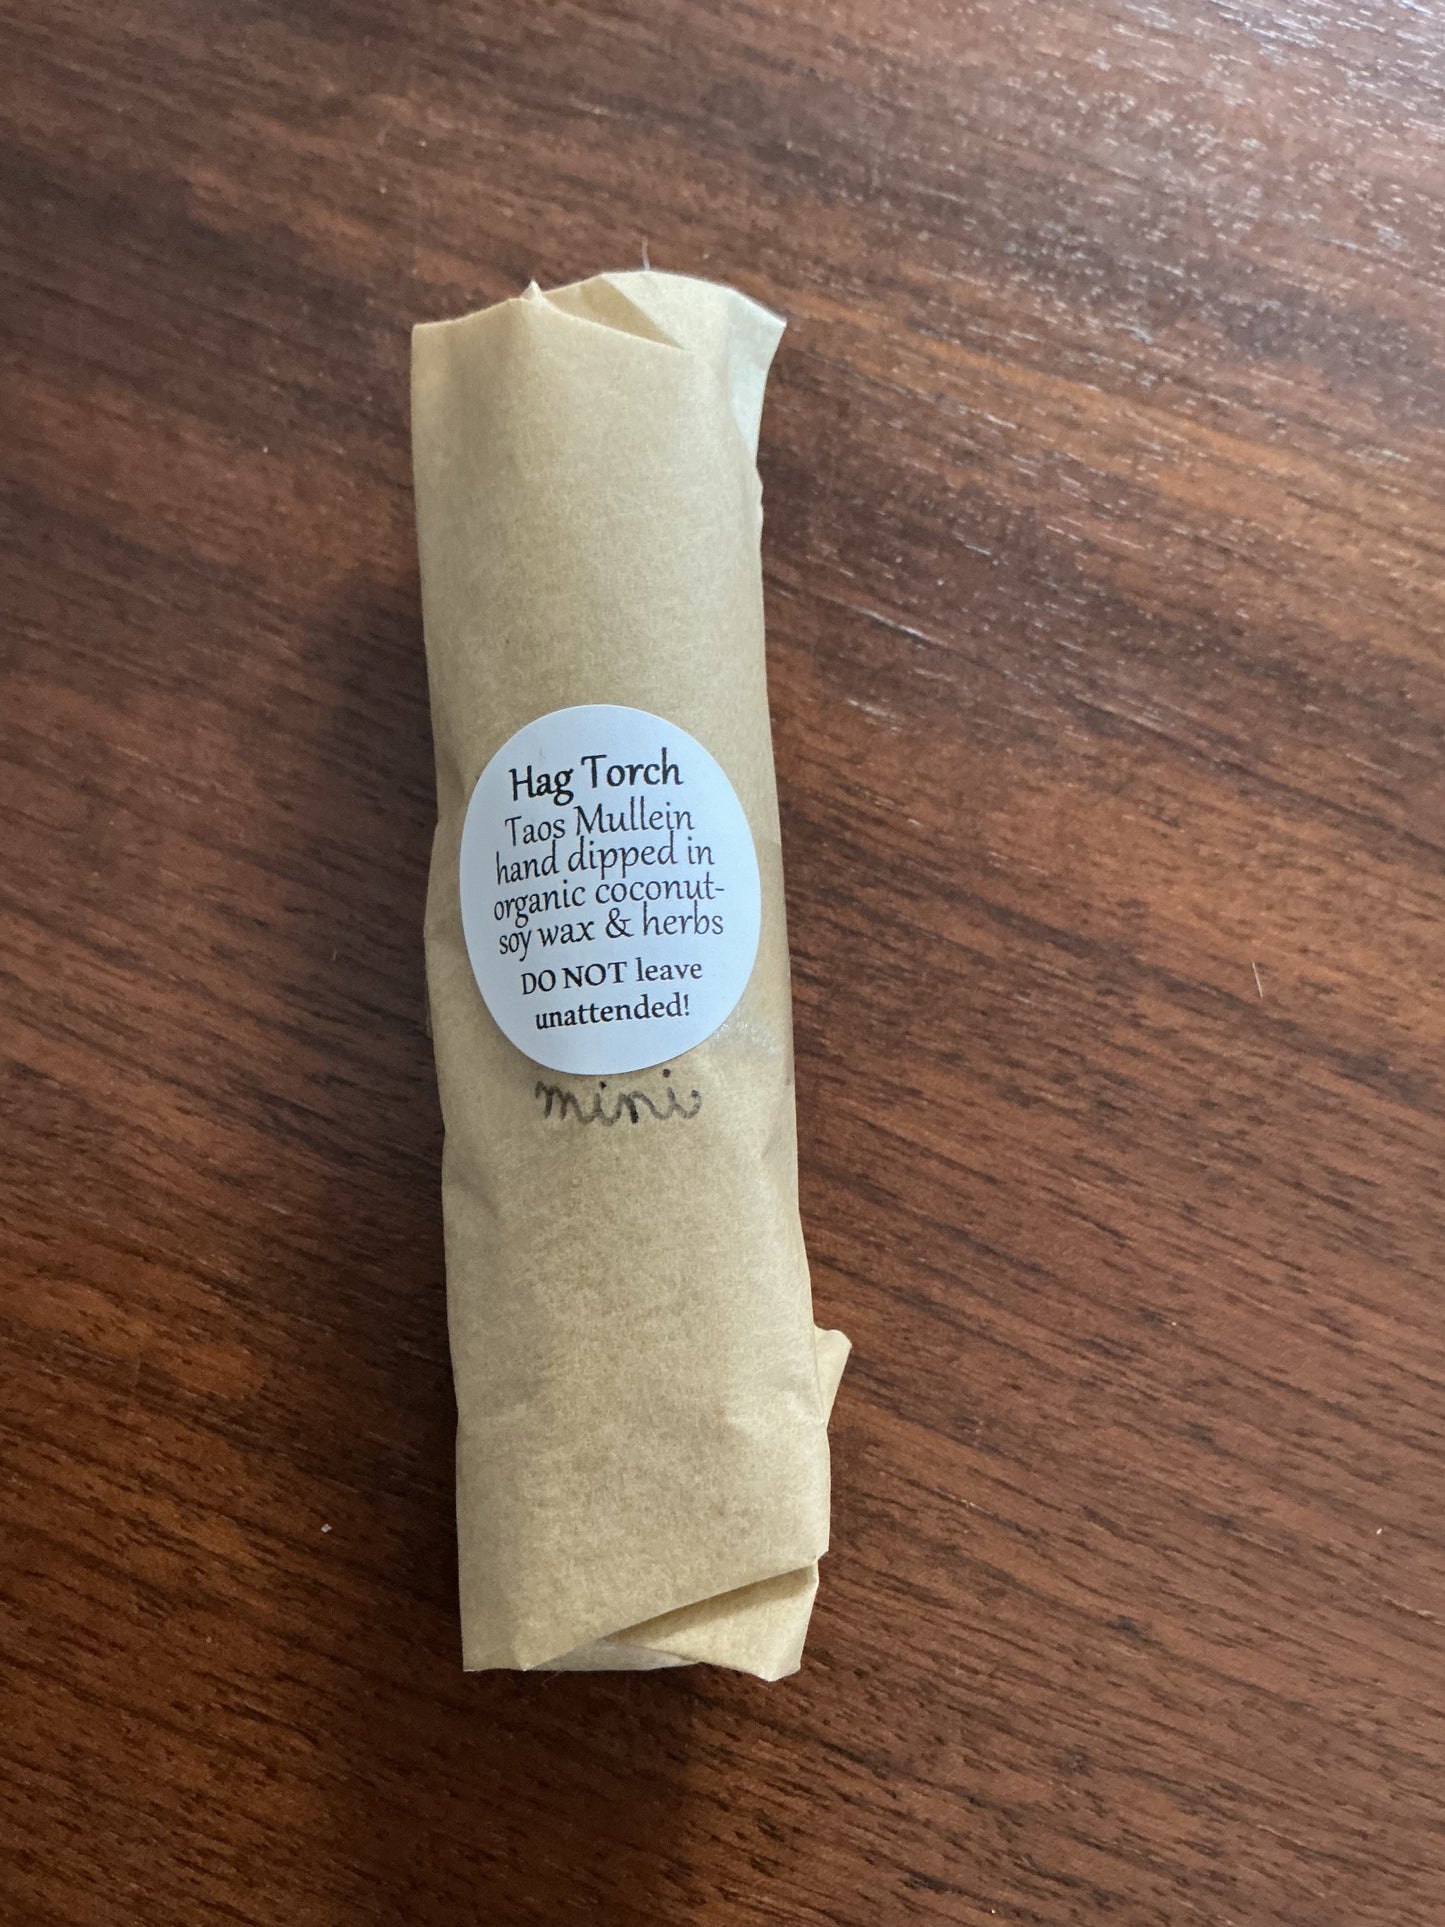 Hag Torch
Taos Mullein
hand dipped in
organic coconut-
soy wax & herbs
DO NOT leave
unattended!
mini